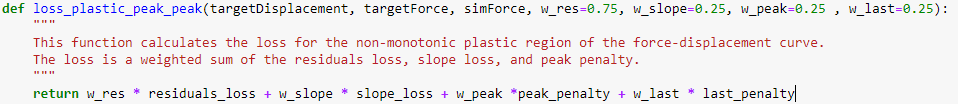 def loss_plastic_peak_peak(targetDisplacement, targetForce, simForce, w_res=0.75, w_slope=0.25, w_peak=0.25 , w_last=0.25):
"""
This function calculates the loss for the non-monotonic plastic region of the force-displacement curve.
The loss is a weighted sum of the residuals loss, slope loss, and peak penalty.
"""
return w_res * residuals_loss + w_slope * slope_loss + w_peak *peak_penalty + w_last * last_penalty